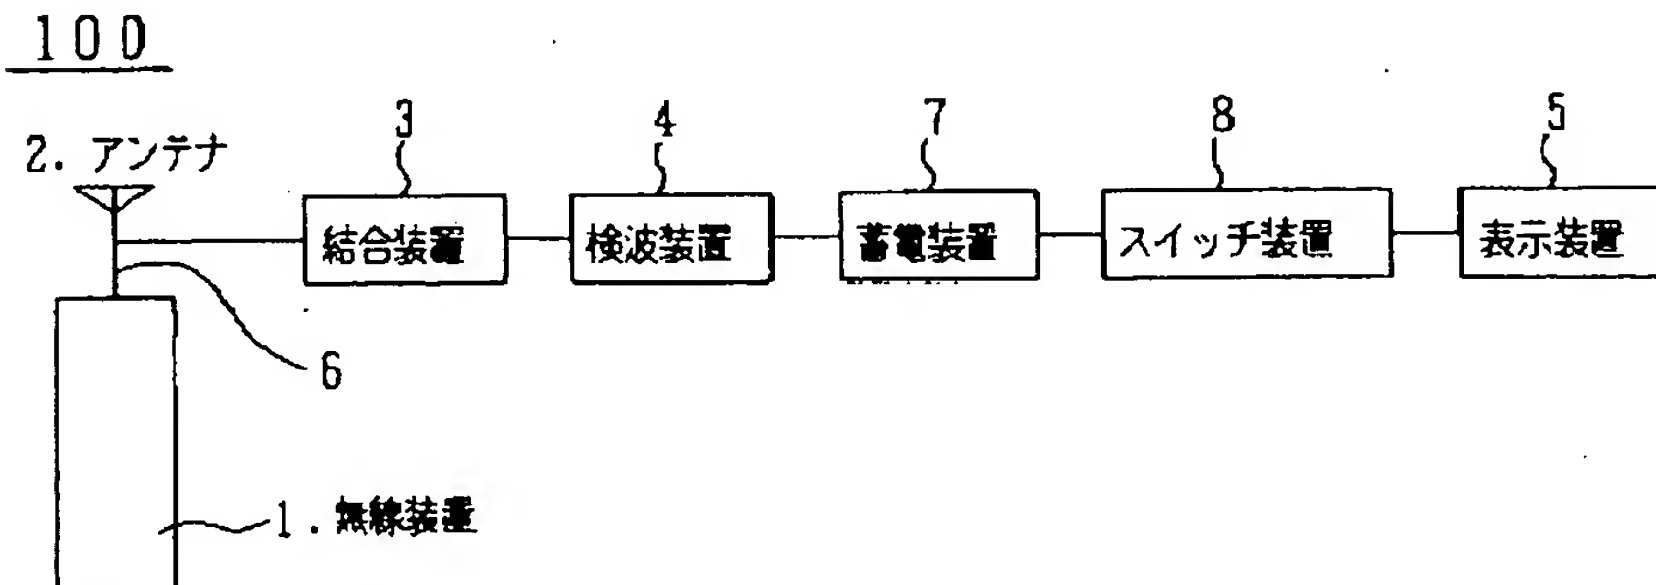 100
3 4 7 8 5
2. アンテナ
結合装置 検波装置 蓄電装置 スイッチ装置 表示装置
6
1. 無線装置